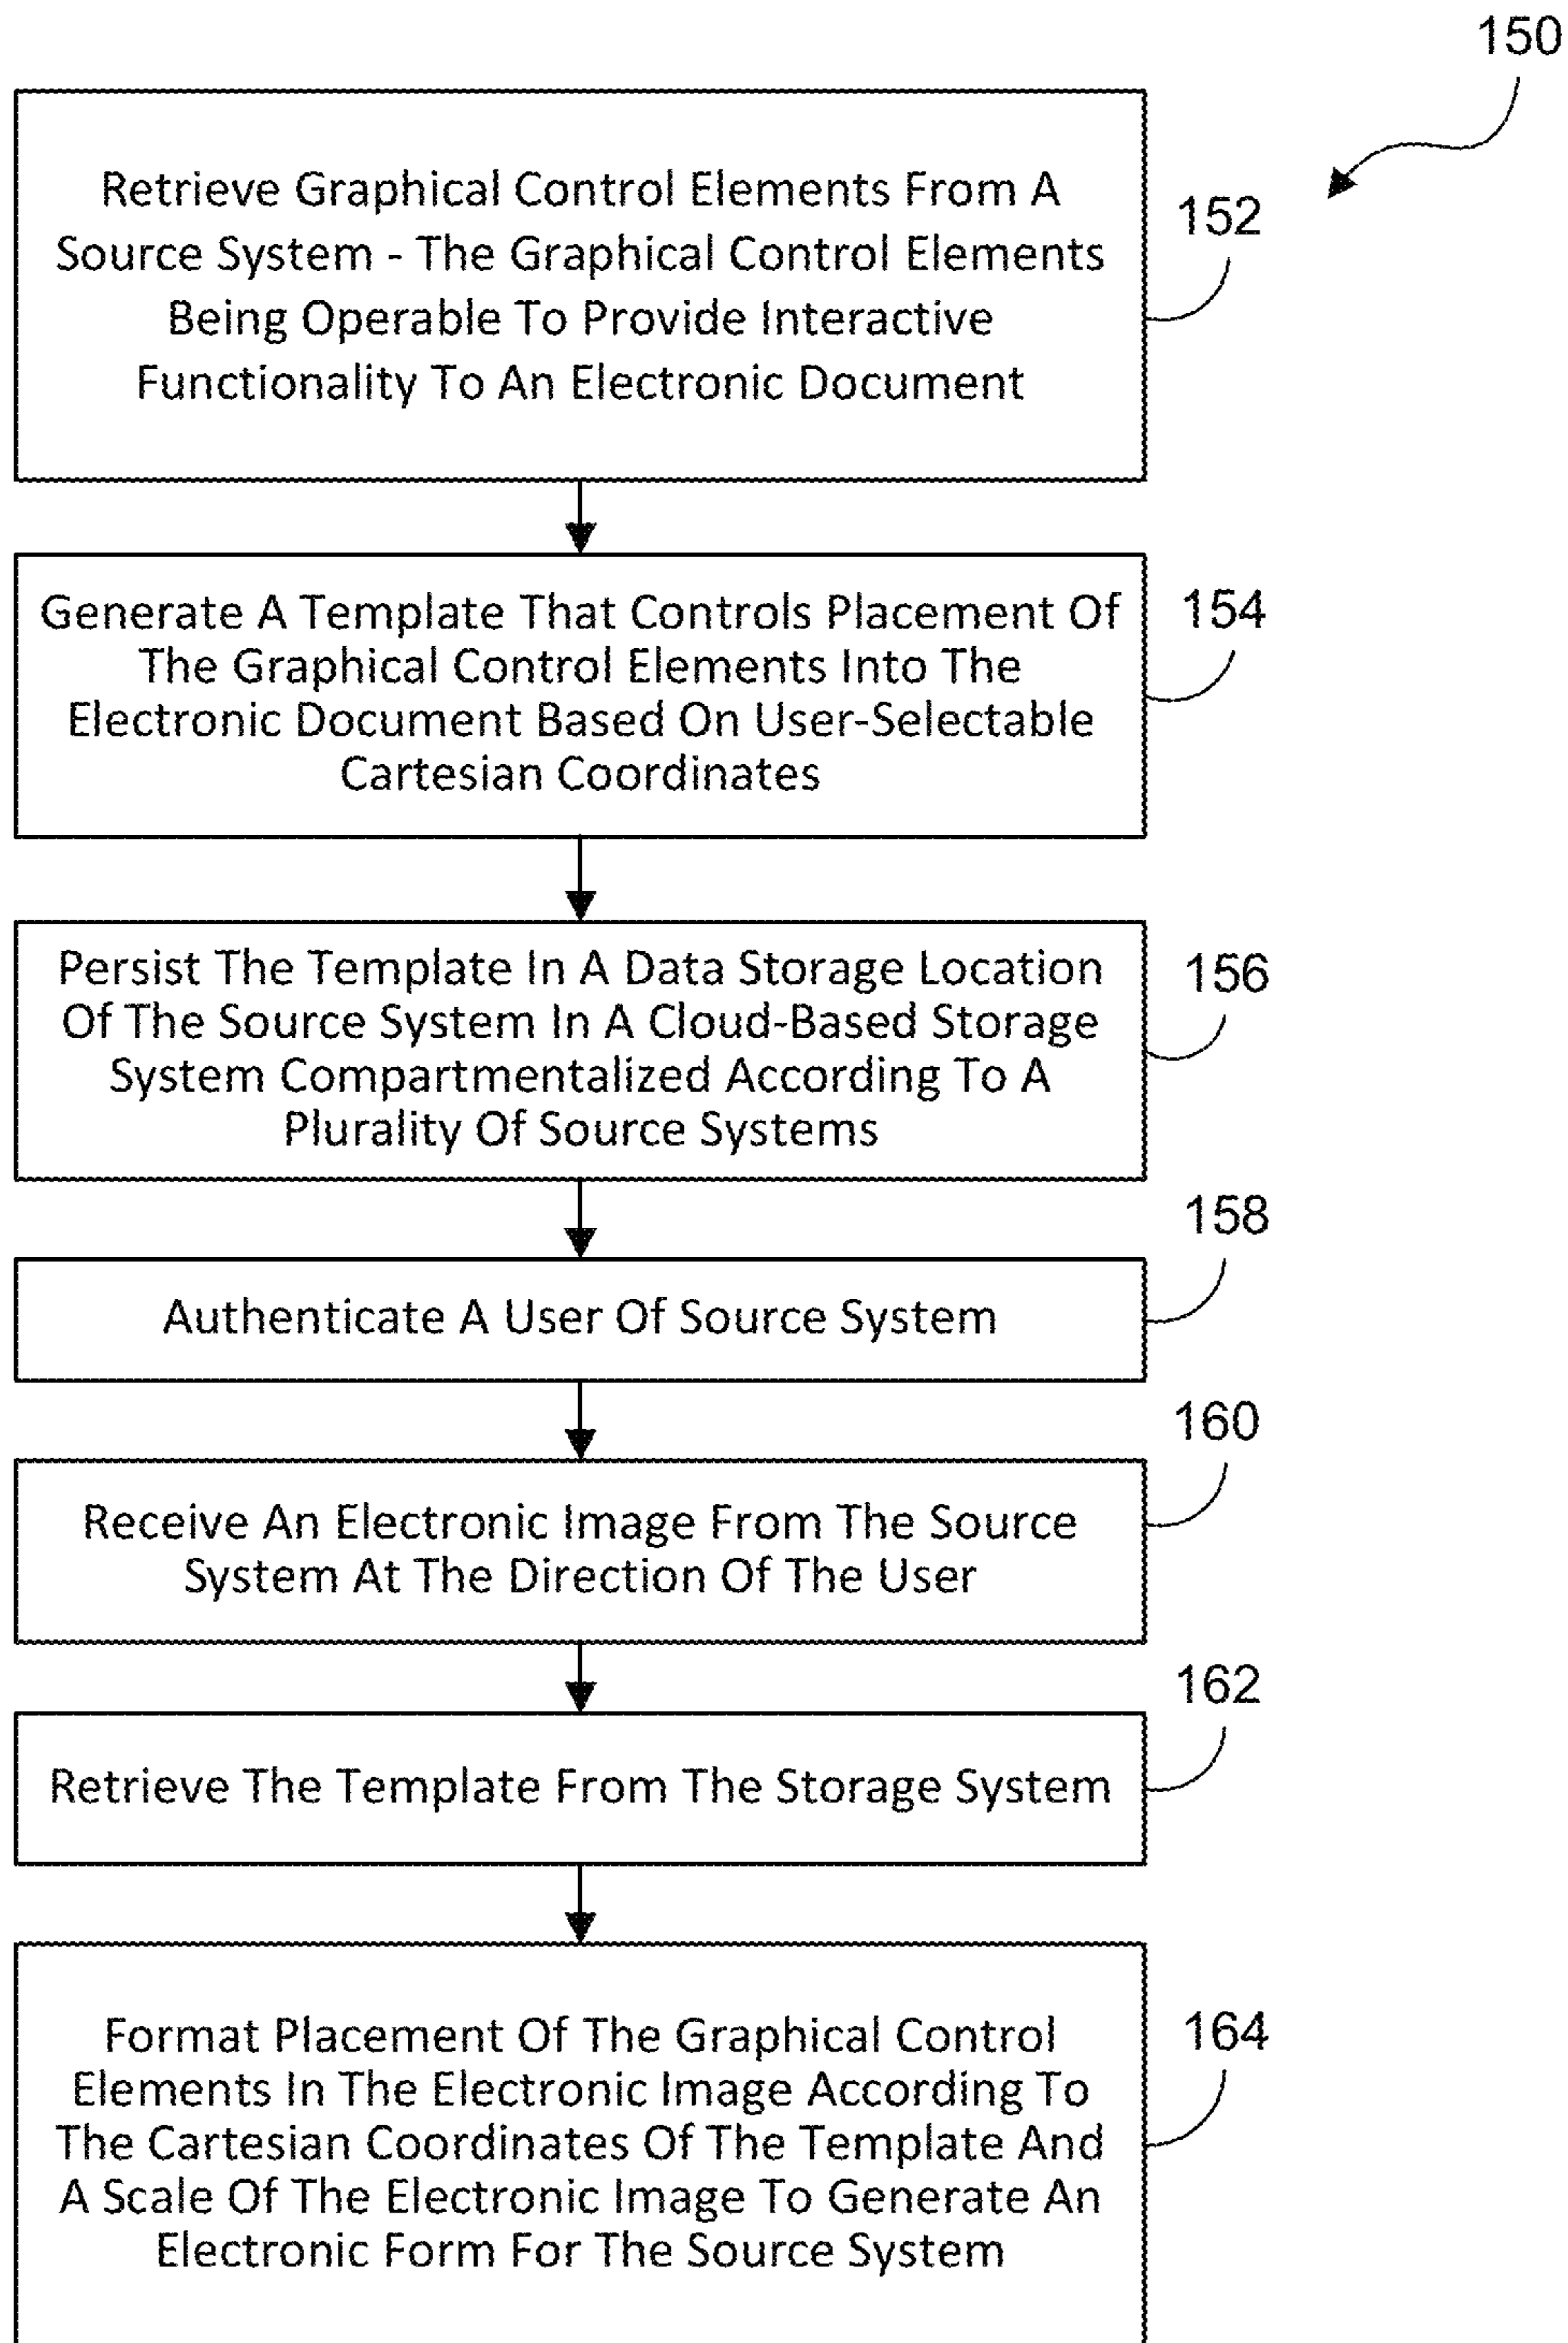 150
Retrieve Graphical Control Elements From A
Source System - The Graphical Control Elements
Being Operable To Provide Interactive
Functionality To An Electronic Document
152
Generate A Template That Controls Placement Of
The Graphical Control Elements Into The
Electronic Document Based On User-Selectable
Cartesian Coordinates
154
Persist The Template In A Data Storage Location
Of The Source System In A Cloud-Based Storage
System Compartmentalized According To A
Plurality Of Source Systems
156
Authenticate A User Of Source System
158
Receive An Electronic Image From The Source
System At The Direction Of The User
160
Retrieve The Template From The Storage System
162
Format Placement Of The Graphical Control
Elements In The Electronic Image According To
The Cartesian Coordinates Of The Template And
A Scale Of The Electronic Image To Generate An
Electronic Form For The Source System
164